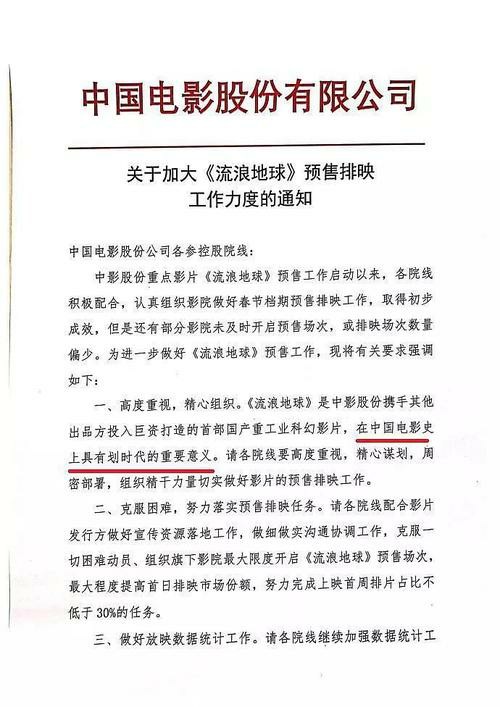 中国电影股份有限公司
关于加大《流浪地球》预售排映
工作力度的通知
中国电影股份公司各参控股院线：
中影股份重点影片《流浪地球》预售工作启动以来，各院线
积极配合，认真组织影院做好春节档期预售排映工作，取得初步
成效，但是还有部分影院未及时开启预售场次，或排映场次数量
偏少。为进一步做好《流浪地球》预售工作，现将有关要求强调
如下：
一、高度重视，精心组织。《流浪地球》是中影股份携手其他
出品方投入巨资打造的首部国产重工业科幻影片，在中国电影史
上具有划时代的重要意义。请各院线要高度重视，精心谋划，周
密部署，组织精干力量切实做好影片的预售排映工作。
二、克服困难，努力落实预售排映任务。请各院线配合影片
发行方做好宣传资源落地工作，做细做实沟通协调工作，克服一
切困难动员、组织旗下影院最大限度开启《流浪地球》预售场次，
最大程度提高首日排映市场份额，努力完成上映首周排片占比不
低于30%的任务。
三、做好放映数据统计工作。请各院线继续加强数据统计工